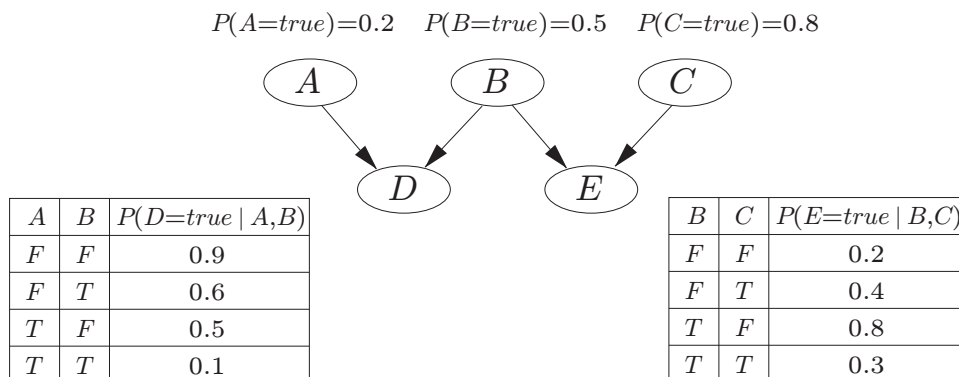 P(A=true)=0.2 P(B=true)=0.5 P(C=true)=0.8
A B C
D E
A B P(D=true | A,B)
F F 0.9
F T 0.6
T F 0.5
T T 0.1
B C P(E=true | B,C)
F F 0.2
F T 0.4
T F 0.8
T T 0.3